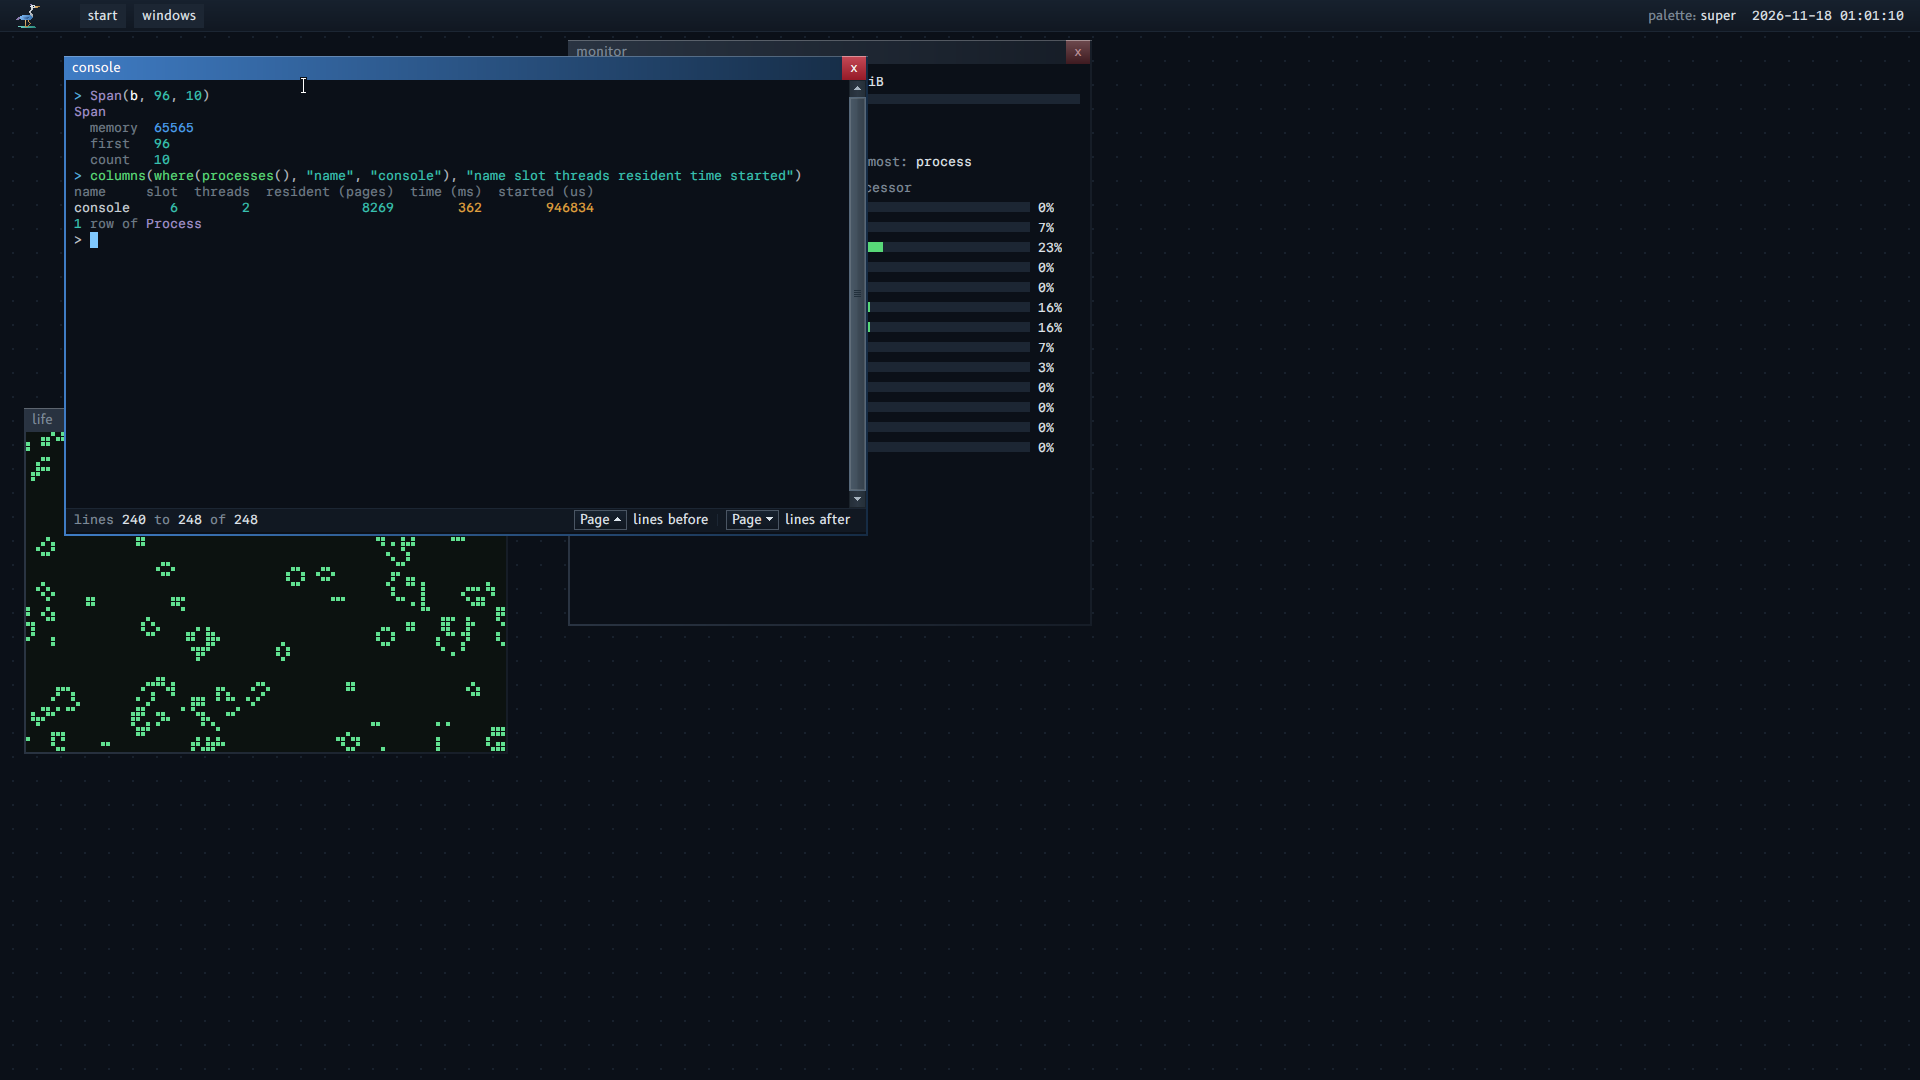 start windows palette: super 2026-11-18 01:01:10
monitor x
console x
iB
> Span(b, 96, 10)
Span
memory 65565
first 96
count 10
> columns(where(processes(), "name", "console"), "name slot threads resident time started")
name slot threads resident (pages) time (ms) started (us)
console 6 2 8269 362 946834
1 row of Process
>
most: process
cessor
0%
7%
23%
0%
0%
16%
16%
7%
3%
0%
0%
0%
0%
life
lines 240 to 248 of 248 Page lines before Page lines after